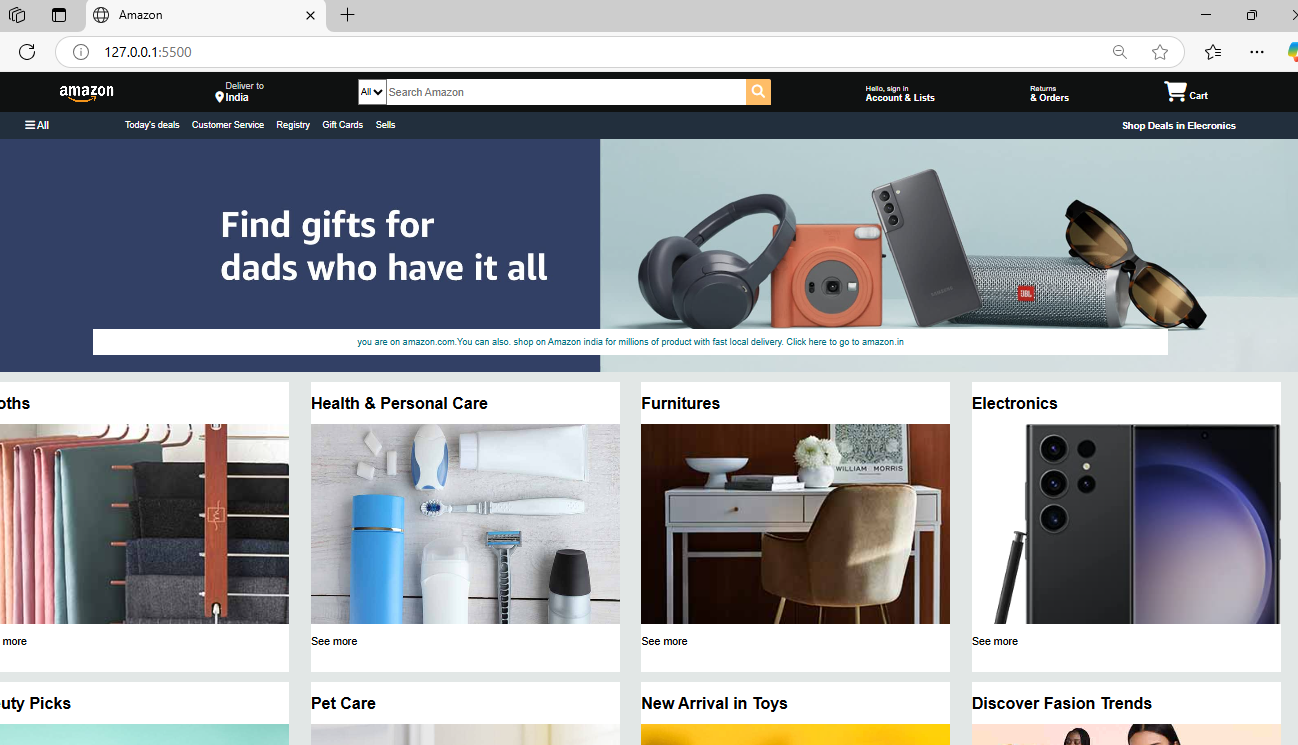 Amazon
127.0.0.1:5500
amazon
Deliver to
India
All
Search Amazon
Hello, sign in
Account & Lists
Returns
& Orders
Cart
All
Today's deals Customer Service Registry Gift Cards Sells
Shop Deals in Elecronics
Find gifts for
dads who have it all
SAMSUNG
JBL
you are on amazon.com.You can also. shop on Amazon india for millions of product with fast local delivery. Click here to go to amazon.in
oths
Health & Personal Care
Furnitures
Electronics
WILLIAM MORRIS
more
See more
See more
See more
uty Picks
Pet Care
New Arrival in Toys
Discover Fasion Trends